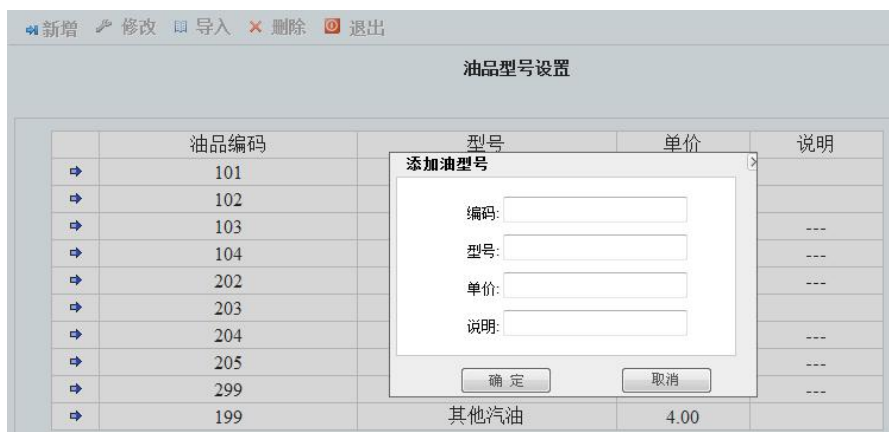 新增 修改 导入 删除 退出
油品型号设置
油品编码 型号 单价 说明
添加油型号
101
102
编码:
103 ---
型号:
104 ---
202 ---
单价:
203
说明:
204 ---
205 ---
确 定 取消
299 ---
199 其他汽油 4.00